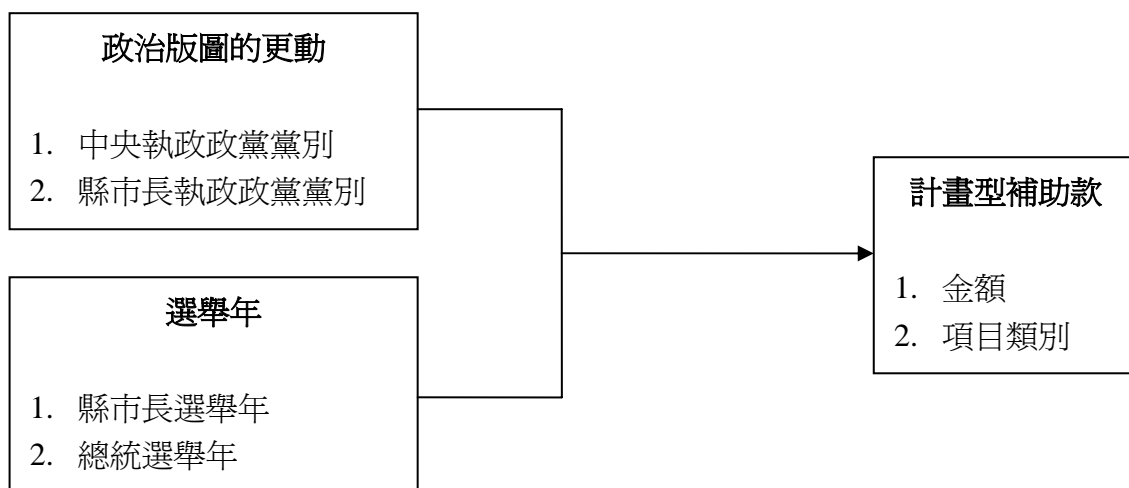 政治版圖的更動
1. 中央執政政黨黨別
2. 縣市長執政政黨黨別
選舉年
1. 縣市長選舉年
2. 總統選舉年
計畫型補助款
1. 金額
2. 項目類別